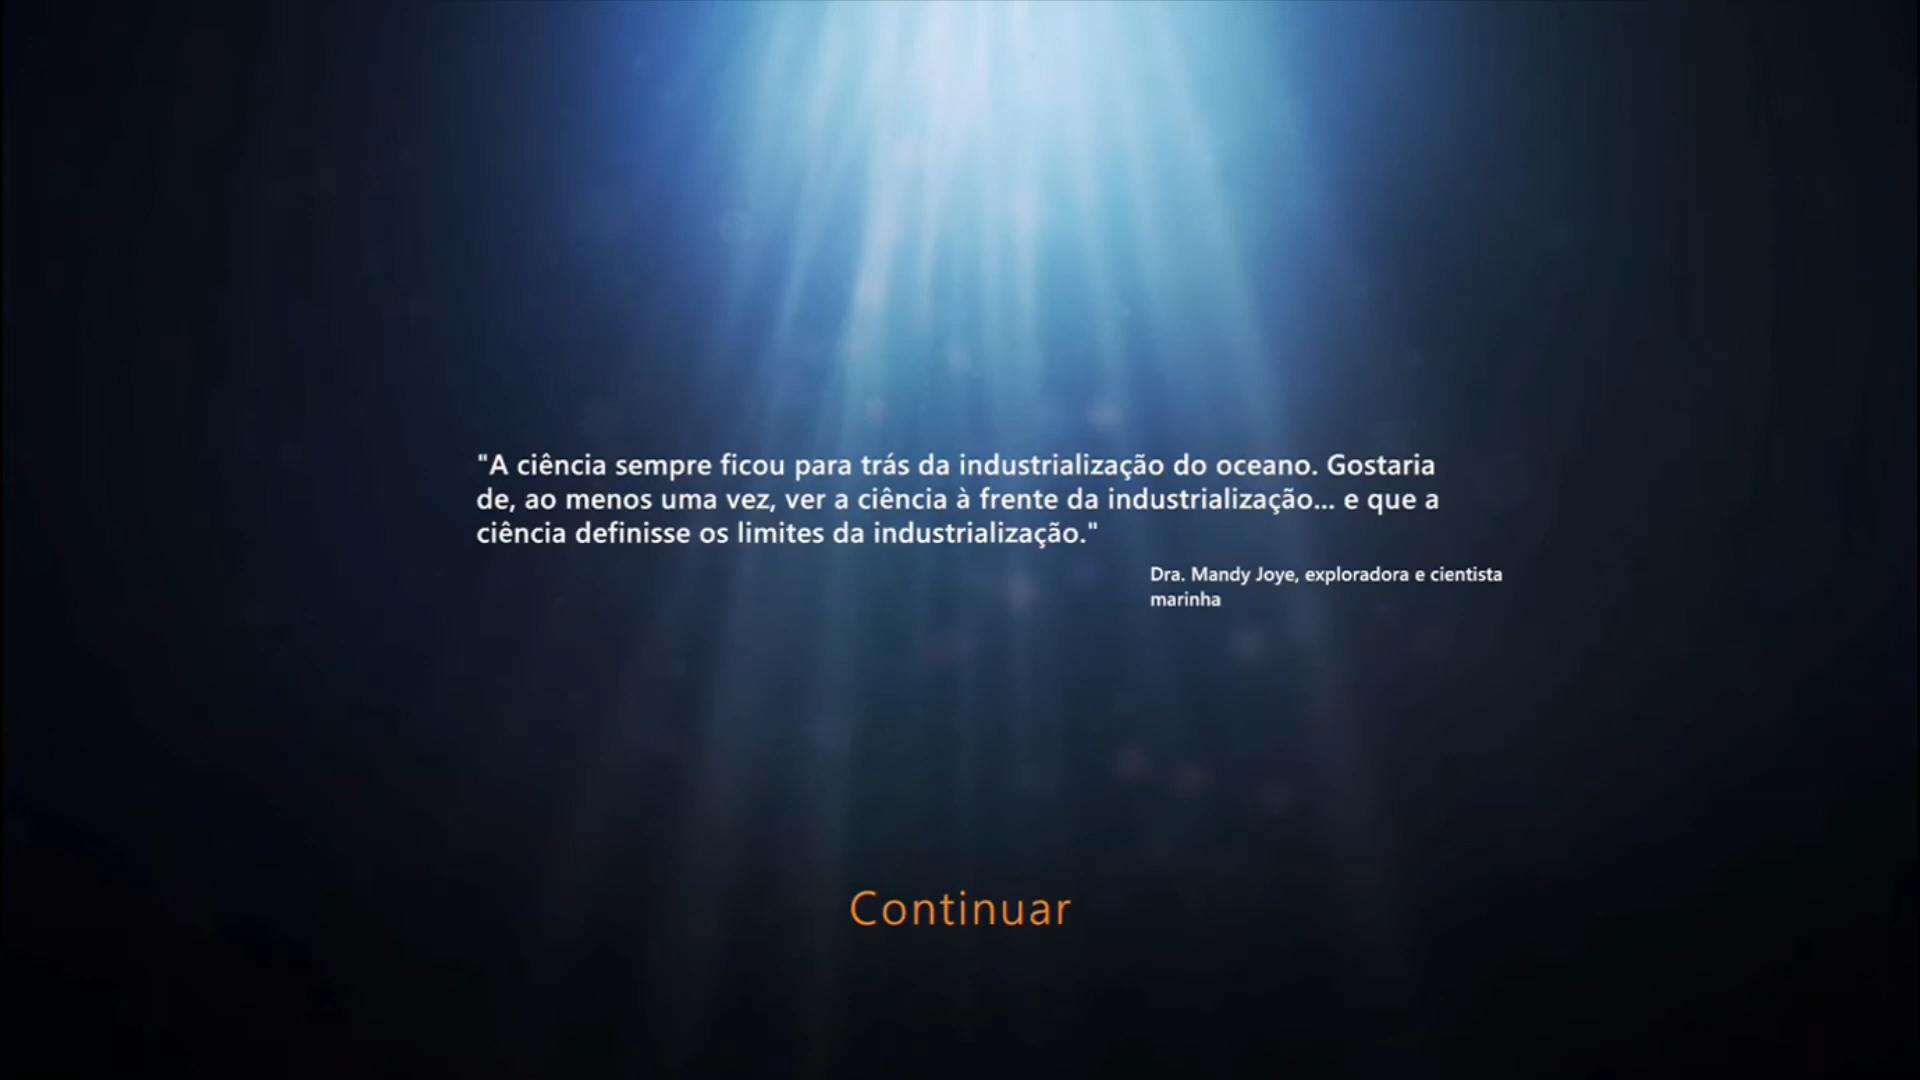 "A ciência sempre ficou para trás da industrialização do oceano. Gostaria
de, ao menos uma vez, ver a ciência à frente da industrialização... e que a
ciência definisse os limites da industrialização."
Dra. Mandy Joye, exploradora e cientista
marinha
Continuar